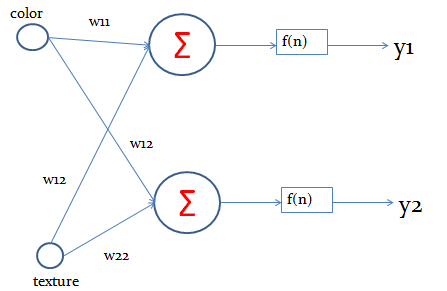 color
w11
Σ
f(n)
y1
w12
w12
Σ
f(n)
y2
w22
texture